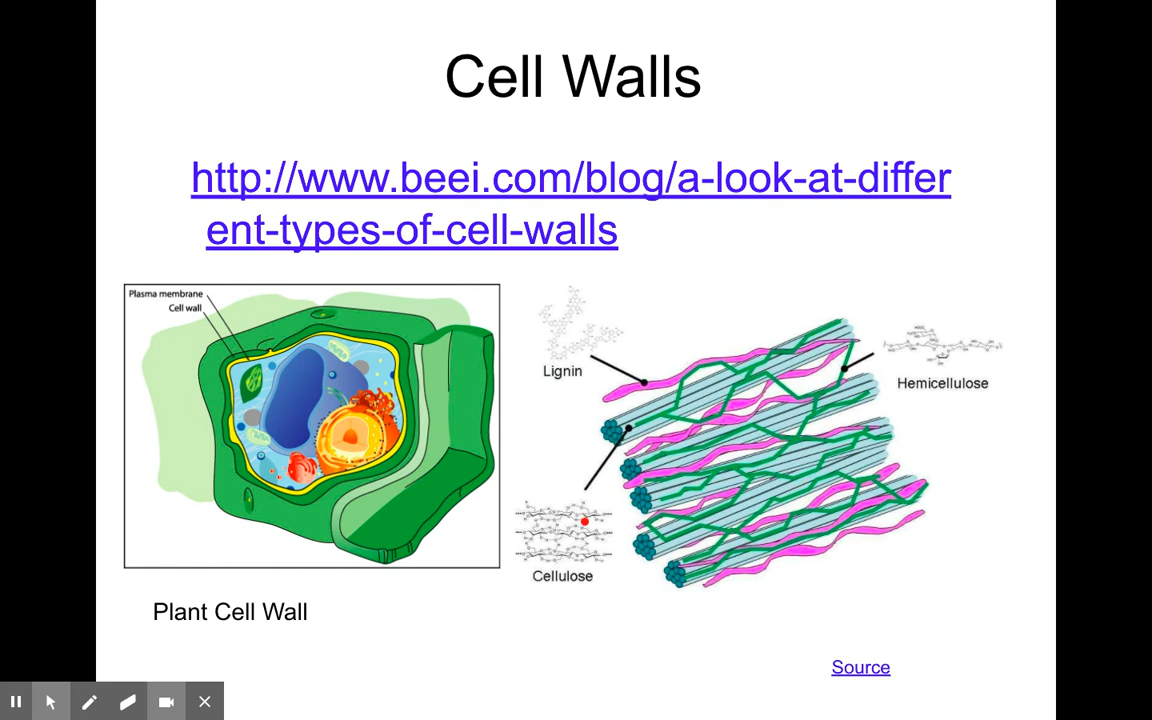 Cell Walls
http://www.beei.com/blog/a-look-at-differ
ent-types-of-cell-walls
Plasma membrane
Cell wall
Lignin
Hemicellulose
Cellulose
Plant Cell Wall
Source